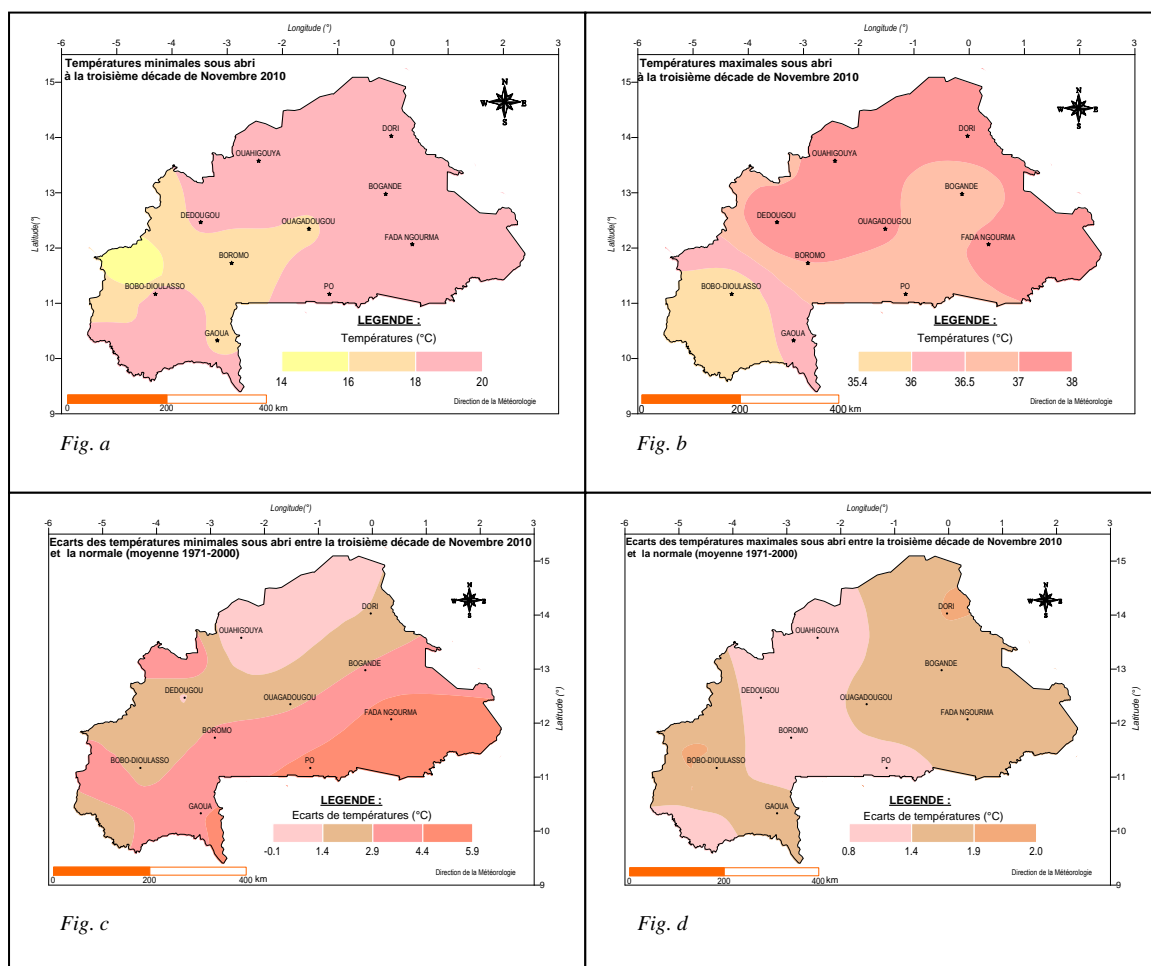 Longitude (°)
-6 -5 -4 -3 -2 -1 0 1 2 3
Températures minimales sous abri
à la troisième décade de Novembre 2010
15
14
13
12
11
10
9
Latitude(°)
N
W E
S
DORI
OUAHIGOUYA
BOGANDE
DEDOUGOU
OUAGADOUGOU
FADA NGOURMA
BOROMO
BOBO-DIOULASSO
PO
GAOUA
LEGENDE :
Températures (°C)
14 16 18 20
0 200 400 km
Direction de la Météorologie
Fig. a
Longitude (°)
-6 -5 -4 -3 -2 -1 0 1 2 3
Températures maximales sous abri
à la troisième décade de Novembre 2010
15
14
13
12
11
10
9
Latitude(°)
N
W E
S
DORI
OUAHIGOUYA
BOGANDE
DEDOUGOU
OUAGADOUGOU
FADA NGOURMA
BOROMO
BOBO-DIOULASSO
PO
GAOUA
LEGENDE :
Températures (°C)
35.4 36 36.5 37 38
0 200 400 km
Direction de la Météorologie
Fig. b
Longitude(°)
-6 -5 -4 -3 -2 -1 0 1 2 3
Ecarts des températures minimales sous abri entre la troisième décade de Novembre 2010
et la normale (moyenne 1971-2000)
15
14
13
12
11
10
9
Latitude (°)
N
W E
S
DORI
OUAHIGOUYA
BOGANDE
DEDOUGOU
OUAGADOUGOU
FADA NGOURMA
BOROMO
BOBO-DIOULASSO
PO
GAOUA
LEGENDE :
Ecarts de températures (°C)
-0.1 1.4 2.9 4.4 5.9
0 200 400 km
Direction de la Météorologie
Fig. c
Longitude(°)
-6 -5 -4 -3 -2 -1 0 1 2 3
Ecarts des températures maximales sous abri entre la troisième décade de Novembre 2010
et la normale (moyenne 1971-2000)
15
14
13
12
11
10
9
Latitude (°)
N
W E
S
DORI
OUAHIGOUYA
BOGANDE
DEDOUGOU
OUAGADOUGOU
FADA NGOURMA
BOROMO
BOBO-DIOULASSO
PO
GAOUA
LEGENDE :
Ecarts de températures (°C)
0.8 1.4 1.9 2.0
0 200 400 km
Direction de la Météorologie
Fig. d